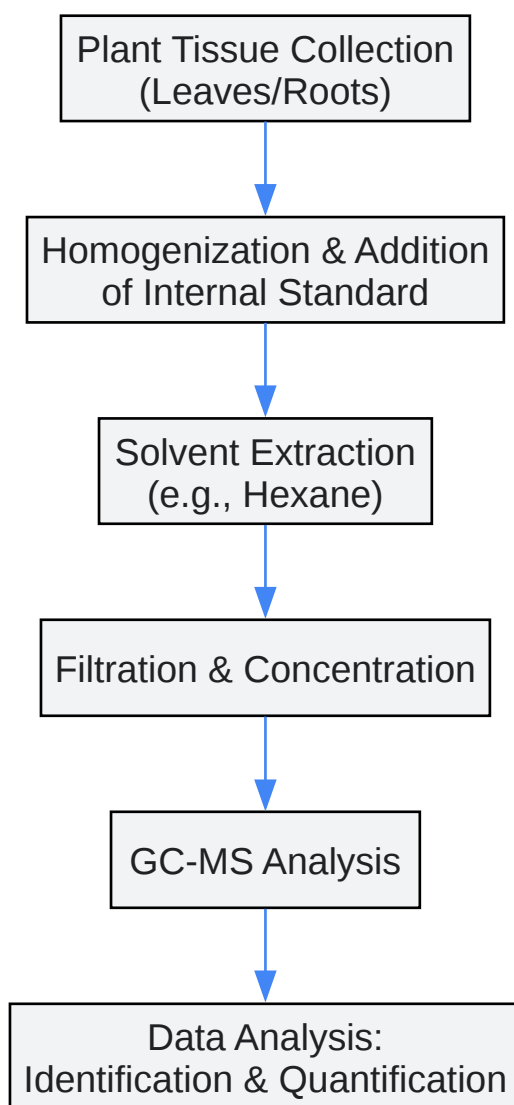 Plant Tissue Collection
(Leaves/Roots)
Homogenization & Addition
of Internal Standard
Solvent Extraction
(e.g., Hexane)
Filtration & Concentration
GC-MS Analysis
Data Analysis:
Identification & Quantification